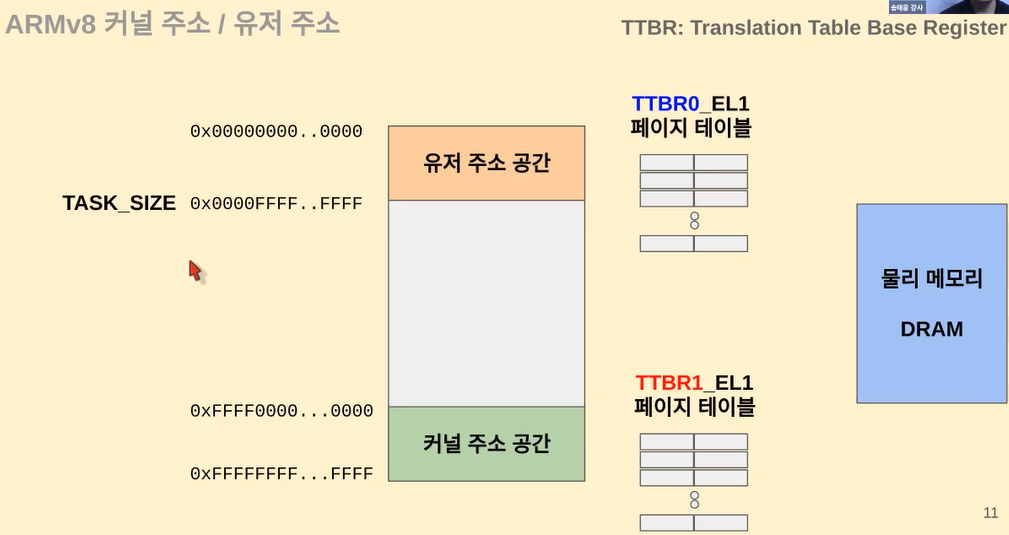 송태웅 강사
ARMv8 커널 주소 / 유저 주소
TTBR: Translation Table Base Register
TTBR0_EL1
페이지 테이블
0x00000000..0000
유저 주소 공간
TASK_SIZE 0x0000FFFF..FFFF
물리 메모리
DRAM
TTBR1_EL1
페이지 테이블
0xFFFF0000...0000
커널 주소 공간
0xFFFFFFFF...FFFF
11